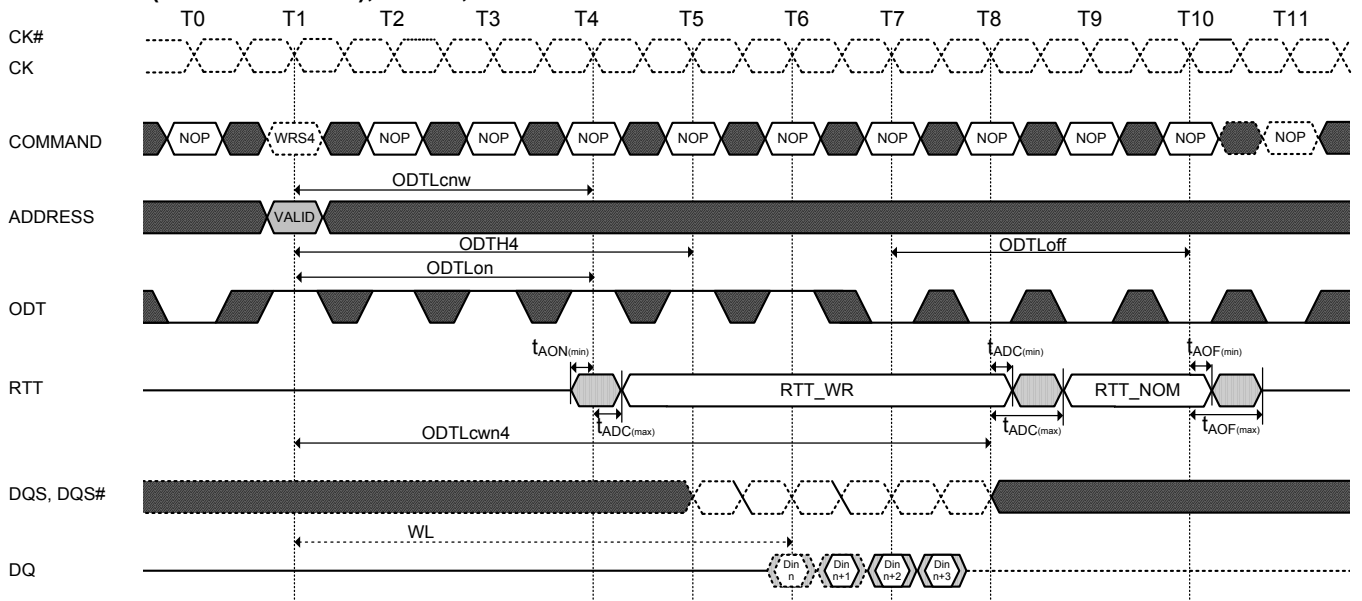 T0 T1 T2 T3 T4 T5 T6 T7 T8 T9 T10 T11
CK#
CK
COMMAND NOP WRS4 NOP NOP NOP NOP NOP NOP NOP NOP NOP NOP
ODTLcnw
ADDRESS VALID
ODTH4 ODTLoff
ODTLon
ODT
tAON(min) tADC(min) tAOF(min)
RTT RTT_WR RTT_NOM
tADC(max) tADC(max) tAOF(max)
ODTLcwn4
DQS, DQS#
WL
DQ Din n Din n+1 Din n+2 Din n+3